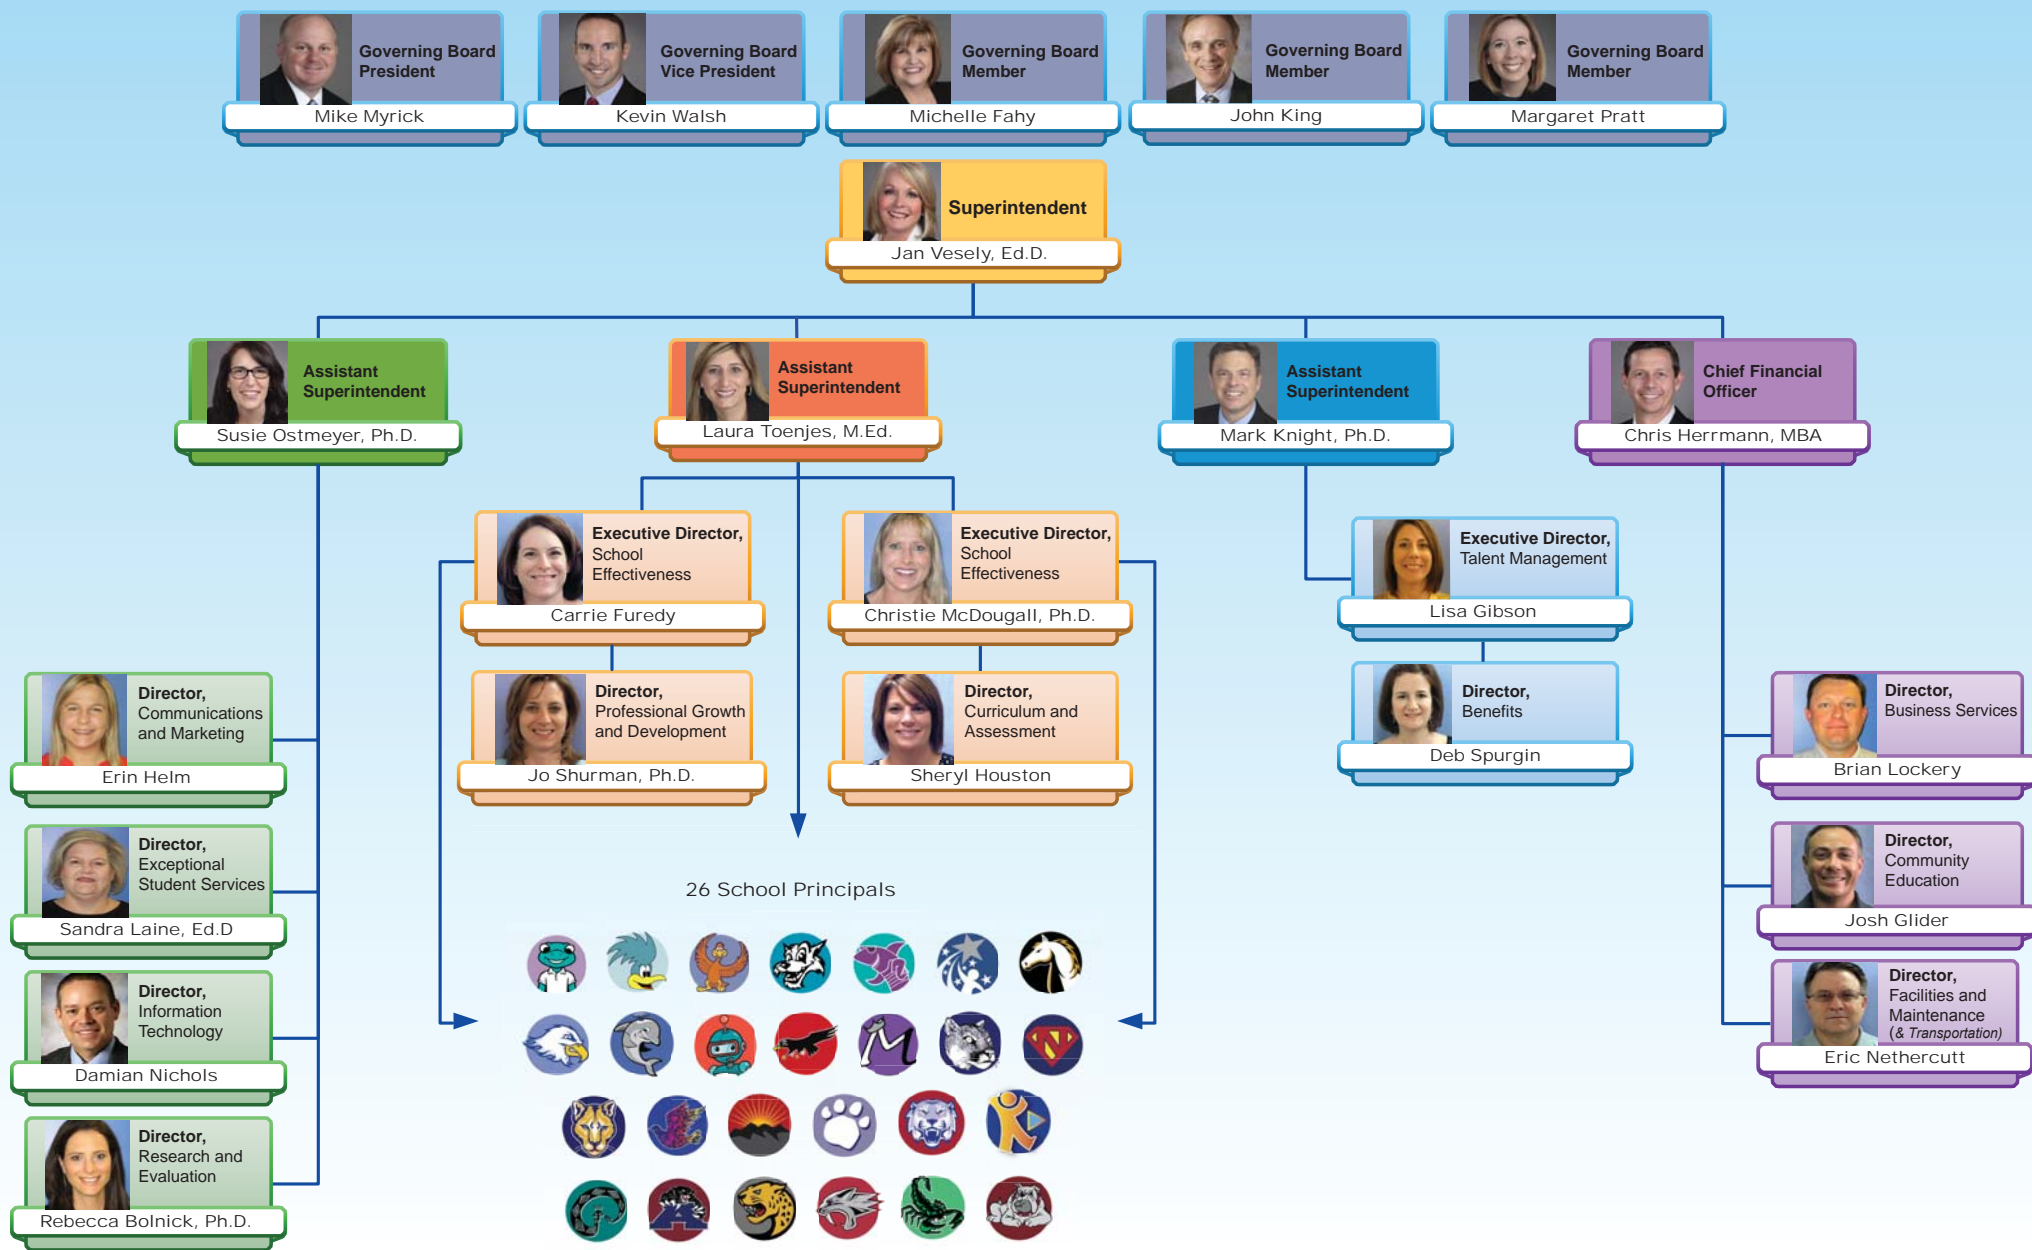 Governing Board
President
Mike Myrick
Governing Board
Vice President
Kevin Walsh
Governing Board
Member
Michelle Fahy
Governing Board
Member
John King
Governing Board
Member
Margaret Pratt
Superintendent
Jan Vesely, Ed.D.
Assistant
Superintendent
Susie Ostmeyer, Ph.D.
Assistant
Superintendent
Laura Toenjes, M.Ed.
Assistant
Superintendent
Mark Knight, Ph.D.
Chief Financial
Officer
Chris Herrmann, MBA
Executive Director,
School
Effectiveness
Carrie Furedy
Executive Director,
School
Effectiveness
Christie McDougall, Ph.D.
Executive Director,
Talent Management
Lisa Gibson
Director,
Communications
and Marketing
Erin Helm
Director,
Professional Growth
and Development
Jo Shurman, Ph.D.
Director,
Curriculum and
Assessment
Sheryl Houston
Director,
Benefits
Deb Spurgin
Director,
Business Services
Brian Lockery
Director,
Exceptional
Student Services
Sandra Laine, Ed.D
Director,
Community
Education
Josh Glider
Director,
Information
Technology
Damian Nichols
Director,
Facilities and
Maintenance
(& Transportation)
Eric Nethercutt
Director,
Research and
Evaluation
Rebecca Bolnick, Ph.D.
26 School Principals
M
N
K
A